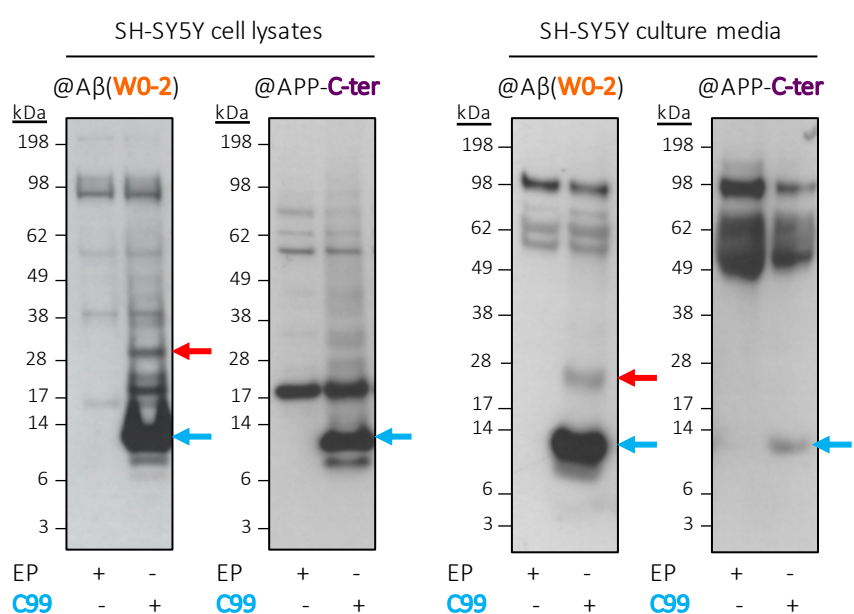 SH-SY5Y cell lysates
SH-SY5Y culture media
@Aβ(W0-2)
@APP-C-ter
@Aβ(W0-2)
@APP-C-ter
kDa
198
98
62
49
38
28
17
14
6
3
kDa
198
98
62
49
38
28
17
14
6
3
kDa
198
98
62
49
38
28
17
14
6
3
kDa
198
98
62
49
38
28
17
14
6
3
EP + -
EP + -
EP + -
EP + -
C99 - +
C99 - +
C99 - +
C99 - +